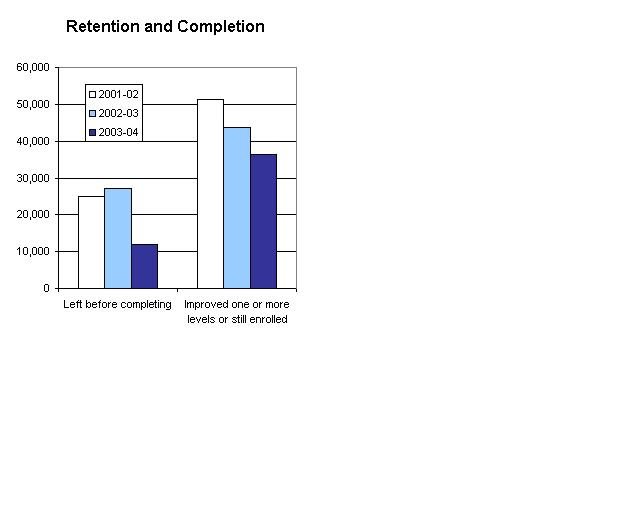 Retention and Completion
60,000
50,000
40,000
30,000
20,000
10,000
0
2001-02
2002-03
2003-04
Left before completing
Improved one or more
levels or still enrolled